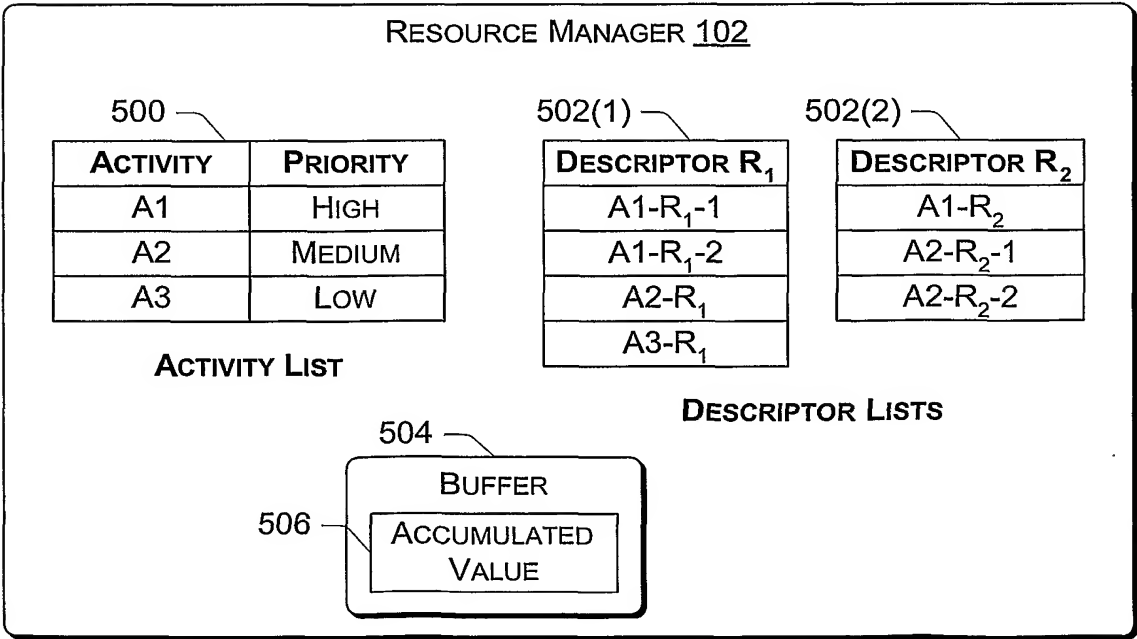 RESOURCE MANAGER 102
500
502(1)
502(2)
ACTIVITY PRIORITY
A1 HIGH
A2 MEDIUM
A3 LOW
ACTIVITY LIST
DESCRIPTOR R₁
A1-R₁-1
A1-R₁-2
A2-R₁
A3-R₁
DESCRIPTOR R₂
A1-R₂
A2-R₂-1
A2-R₂-2
DESCRIPTOR LISTS
504
BUFFER
506
ACCUMULATED
VALUE